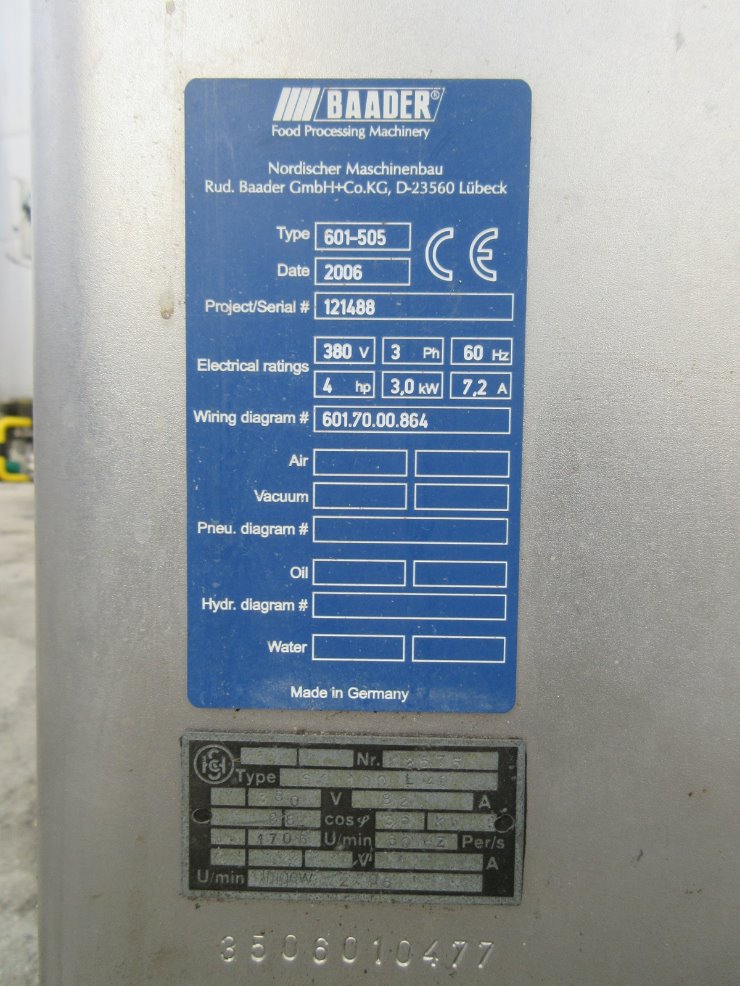 BAADER®
Food Processing Machinery
Nordischer Maschinenbau
Rud. Baader GmbH+Co.KG, D-23560 Lübeck
Type 601-505
CE
Date 2006
Project/Serial # 121488
Electrical ratings 380 V 3 Ph 60 Hz
4 hp 3,0 kW 7,2 A
Wiring diagram # 601.70.00.864
Air
Vacuum
Pneu. diagram #
Oil
Hydr. diagram #
Water
Made in Germany
Nr.
Type
V A
cosφ
U/min Per/s
V A
U/min
3506010477